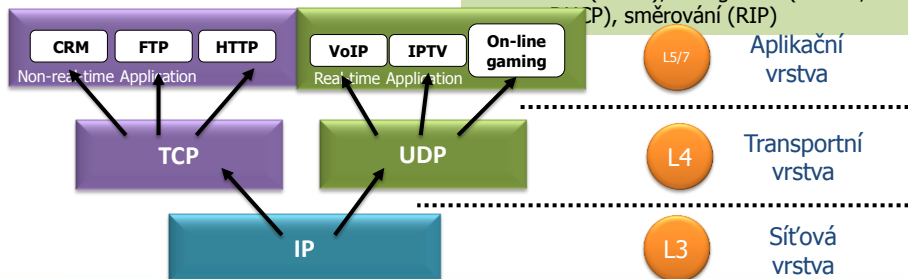 CP), směrování (RIP)
CRM
FTP
HTTP
Non-real-time Application
VoIP
IPTV
On-line
gaming
Real-time Application
L5/7
Aplikační
vrstva
TCP
UDP
L4
Transportní
vrstva
IP
L3
Síťová
vrstva